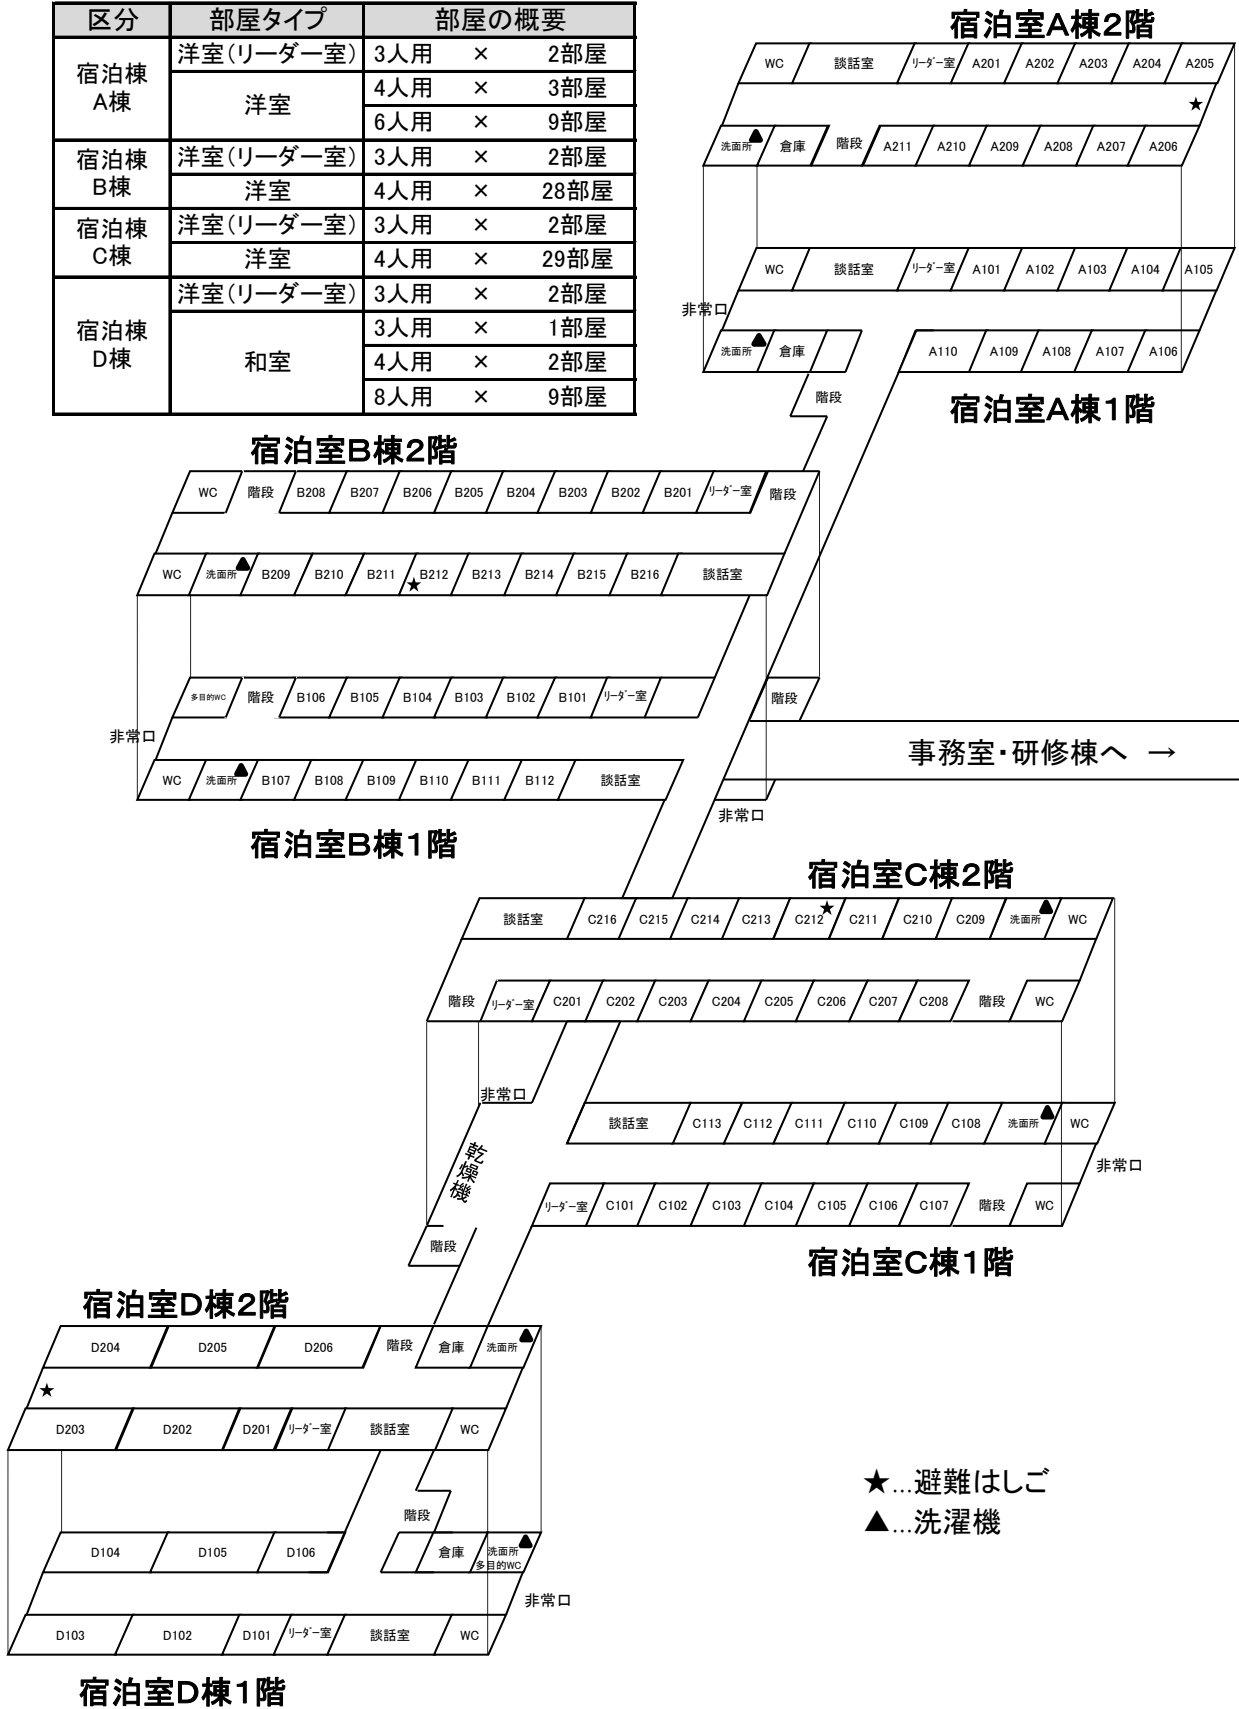 区分 部屋タイプ 部屋の概要
宿泊棟
A棟
洋室(リーダー室) 3人用 × 2部屋
洋室 4人用 × 3部屋
6人用 × 9部屋
宿泊棟
B棟
洋室(リーダー室) 3人用 × 2部屋
洋室 4人用 × 28部屋
宿泊棟
C棟
洋室(リーダー室) 3人用 × 2部屋
洋室 4人用 × 29部屋
宿泊棟
D棟
洋室(リーダー室) 3人用 × 2部屋
和室 3人用 × 1部屋
4人用 × 2部屋
8人用 × 9部屋
宿泊室A棟2階
WC 談話室 リーダー室 A201 A202 A203 A204 A205
★
洗面所 ▲ 倉庫 階段 A211 A210 A209 A208 A207 A206
WC 談話室 リーダー室 A101 A102 A103 A104 A105
非常口
洗面所 ▲ 倉庫 A110 A109 A108 A107 A106
階段
宿泊室A棟1階
宿泊室B棟2階
WC 階段 B208 B207 B206 B205 B204 B203 B202 B201 リーダー室 階段
WC 洗面所 ▲ B209 B210 B211 ★ B212 B213 B214 B215 B216 談話室
多目的WC 階段 B106 B105 B104 B103 B102 B101 リーダー室 階段
非常口
事務室・研修棟へ →
WC 洗面所 ▲ B107 B108 B109 B110 B111 B112 談話室
非常口
宿泊室B棟1階
宿泊室C棟2階
談話室 C216 C215 C214 C213 C212 ★ C211 C210 C209 洗面所 ▲ WC
階段 リーダー室 C201 C202 C203 C204 C205 C206 C207 C208 階段 WC
非常口
談話室 C113 C112 C111 C110 C109 C108 洗面所 ▲ WC
乾燥機
非常口
リーダー室 C101 C102 C103 C104 C105 C106 C107 階段 WC
階段
宿泊室C棟1階
宿泊室D棟2階
D204 D205 D206 階段 倉庫 洗面所 ▲
★
D203 D202 D201 リーダー室 談話室 WC
★…避難はしご
▲…洗濯機
階段
D104 D105 D106 倉庫 洗面所 ▲
多目的WC
非常口
D103 D102 D101 リーダー室 談話室 WC
宿泊室D棟1階